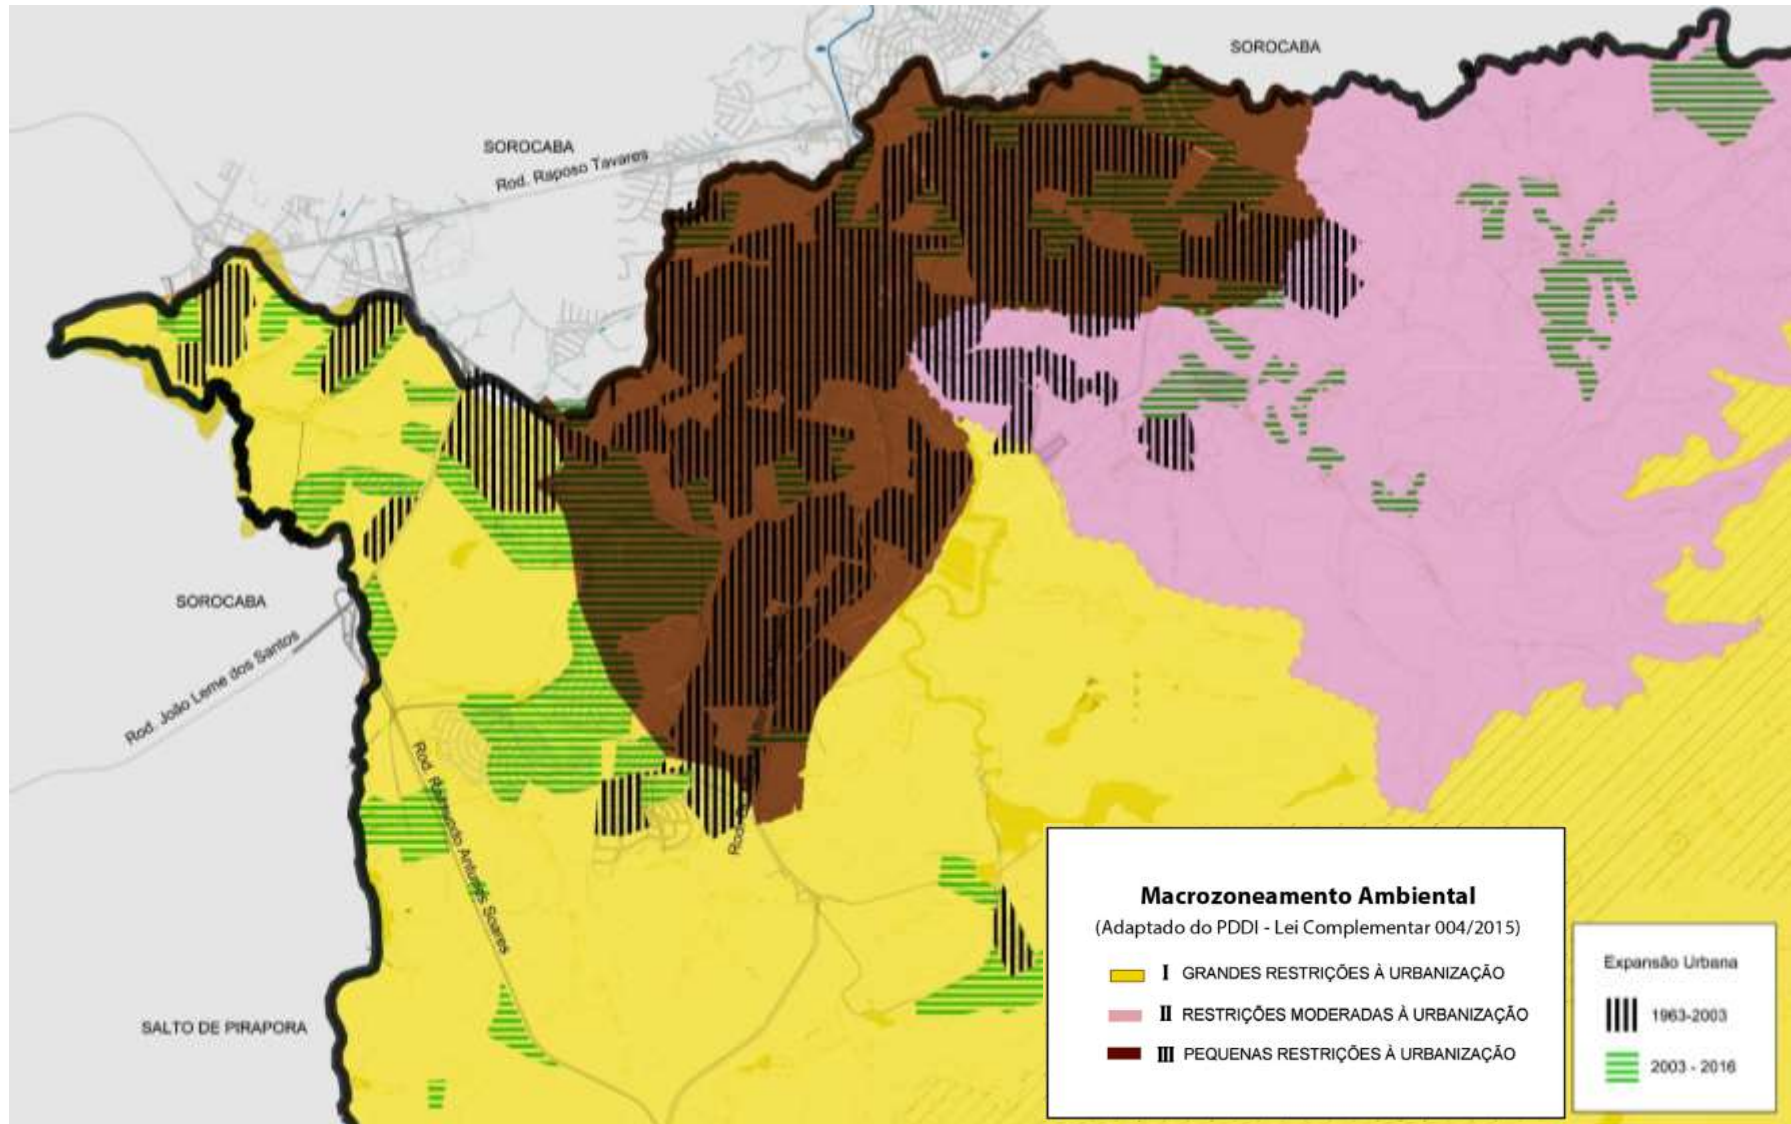 SOROCABA
SOROCABA
Rod. Raposo Tavares
SOROCABA
Rod. João Leme dos Santos
Rod. Raimundo Antunes Soares
Rod.
SALTO DE PIRAPORA
Macrozoneamento Ambiental
(Adaptado do PDDI - Lei Complementar 004/2015)
I GRANDES RESTRIÇÕES À URBANIZAÇÃO
II RESTRIÇÕES MODERADAS À URBANIZAÇÃO
III PEQUENAS RESTRIÇÕES À URBANIZAÇÃO
Expansão Urbana
1963-2003
2003 - 2016